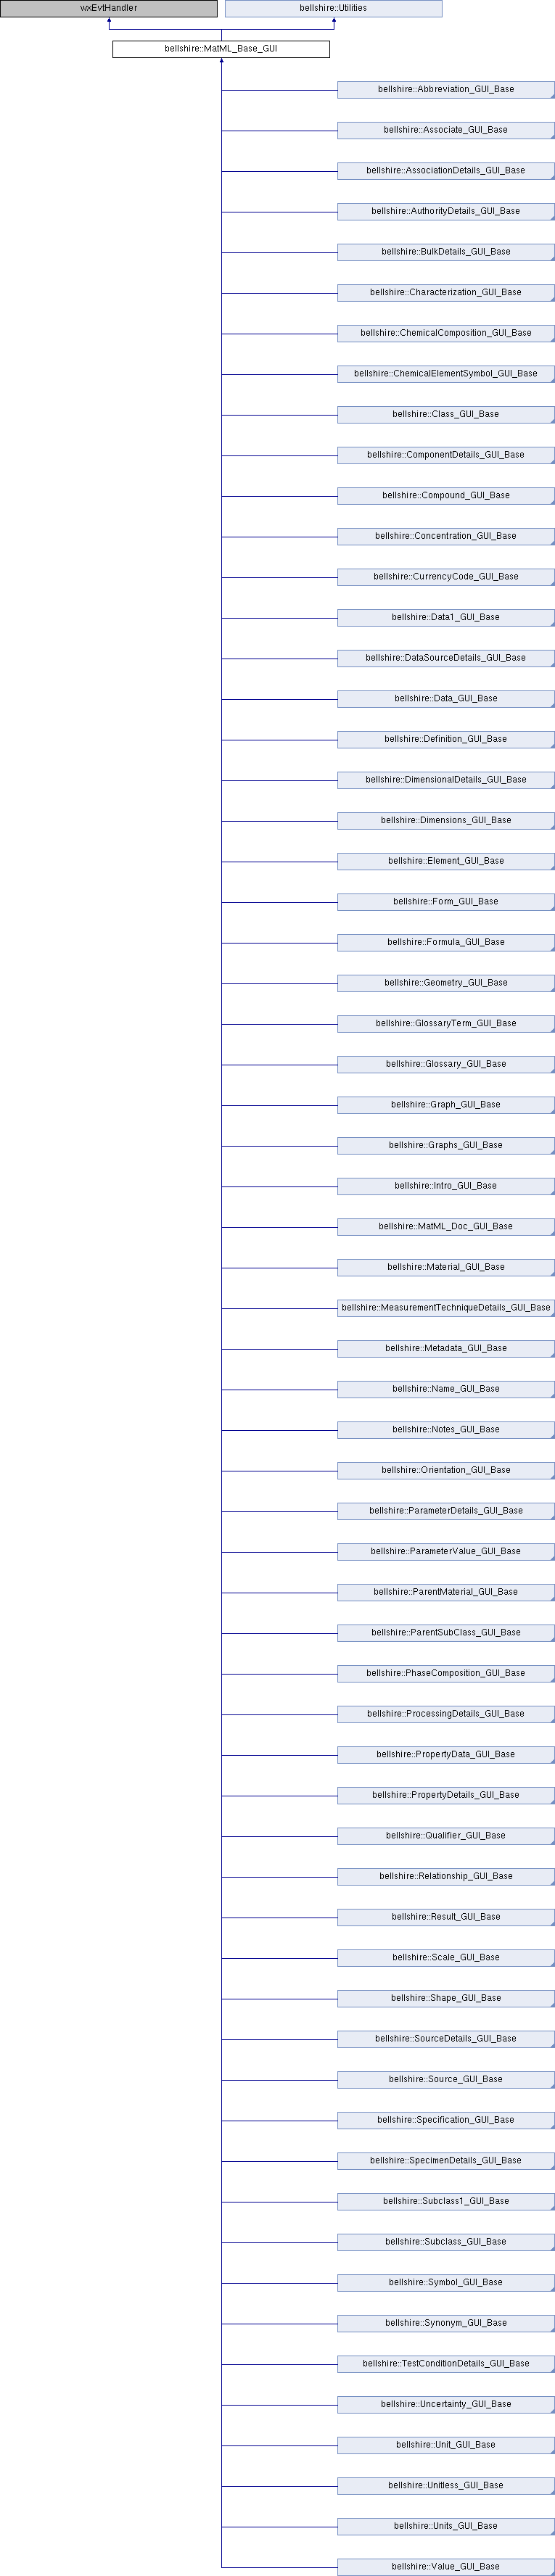 wxEvtHandler
bellshire::Utilities
bellshire::MatML_Base_GUI
bellshire::Abbreviation_GUI_Base
bellshire::Associate_GUI_Base
bellshire::AssociationDetails_GUI_Base
bellshire::AuthorityDetails_GUI_Base
bellshire::BulkDetails_GUI_Base
bellshire::Characterization_GUI_Base
bellshire::ChemicalComposition_GUI_Base
bellshire::ChemicalElementSymbol_GUI_Base
bellshire::Class_GUI_Base
bellshire::ComponentDetails_GUI_Base
bellshire::Compound_GUI_Base
bellshire::Concentration_GUI_Base
bellshire::CurrencyCode_GUI_Base
bellshire::Data1_GUI_Base
bellshire::DataSourceDetails_GUI_Base
bellshire::Data_GUI_Base
bellshire::Definition_GUI_Base
bellshire::DimensionalDetails_GUI_Base
bellshire::Dimensions_GUI_Base
bellshire::Element_GUI_Base
bellshire::Form_GUI_Base
bellshire::Formula_GUI_Base
bellshire::Geometry_GUI_Base
bellshire::GlossaryTerm_GUI_Base
bellshire::Glossary_GUI_Base
bellshire::Graph_GUI_Base
bellshire::Graphs_GUI_Base
bellshire::Intro_GUI_Base
bellshire::MatML_Doc_GUI_Base
bellshire::Material_GUI_Base
bellshire::MeasurementTechniqueDetails_GUI_Base
bellshire::Metadata_GUI_Base
bellshire::Name_GUI_Base
bellshire::Notes_GUI_Base
bellshire::Orientation_GUI_Base
bellshire::ParameterDetails_GUI_Base
bellshire::ParameterValue_GUI_Base
bellshire::ParentMaterial_GUI_Base
bellshire::ParentSubClass_GUI_Base
bellshire::PhaseComposition_GUI_Base
bellshire::ProcessingDetails_GUI_Base
bellshire::PropertyData_GUI_Base
bellshire::PropertyDetails_GUI_Base
bellshire::Qualifier_GUI_Base
bellshire::Relationship_GUI_Base
bellshire::Result_GUI_Base
bellshire::Scale_GUI_Base
bellshire::Shape_GUI_Base
bellshire::SourceDetails_GUI_Base
bellshire::Source_GUI_Base
bellshire::Specification_GUI_Base
bellshire::SpecimenDetails_GUI_Base
bellshire::Subclass1_GUI_Base
bellshire::Subclass_GUI_Base
bellshire::Symbol_GUI_Base
bellshire::Synonym_GUI_Base
bellshire::TestConditionDetails_GUI_Base
bellshire::Uncertainty_GUI_Base
bellshire::Unit_GUI_Base
bellshire::Unitless_GUI_Base
bellshire::Units_GUI_Base
bellshire::Value_GUI_Base